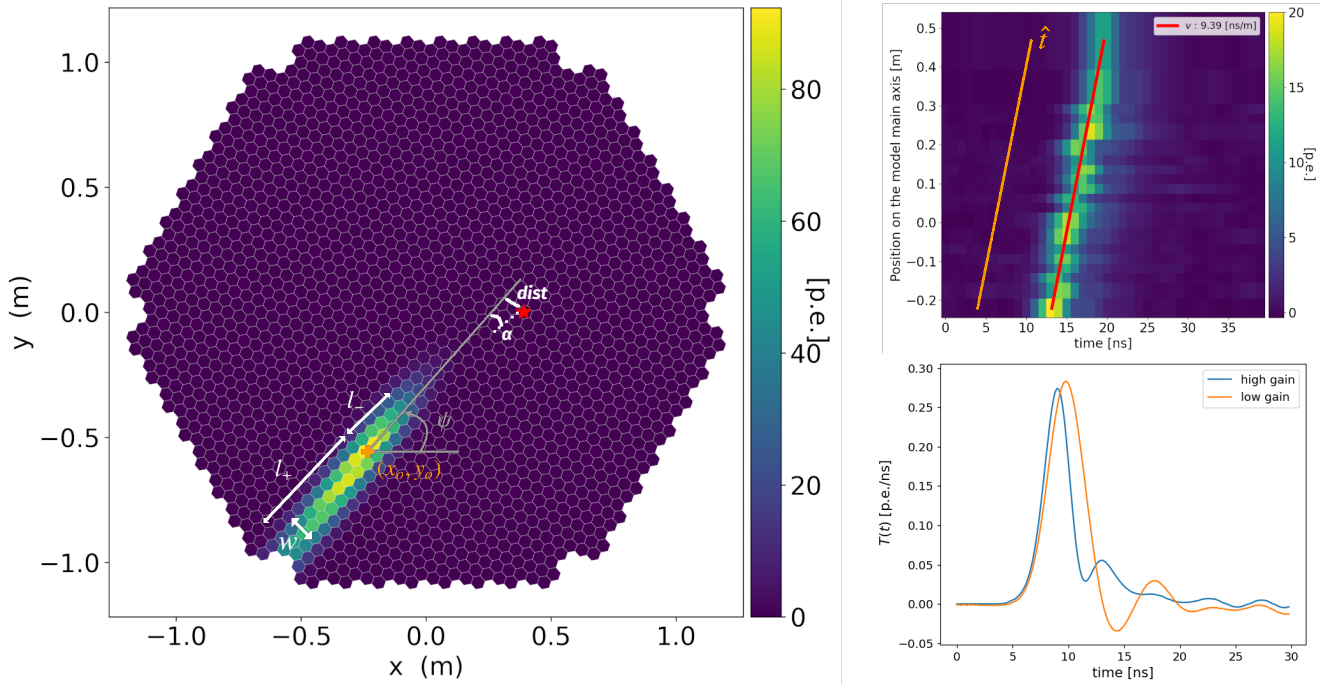 1.0
0.5
0.0
−0.5
−1.0
y (m)
−1.0 −0.5 0.0 0.5 1.0
x (m)
dist
α
l₋
l₊
ψ
(x₀, y₀)
w
80
60
40
20
0
[p.e.]
v : 9.39 [ns/m]
t̂
0.5
0.4
0.3
0.2
0.1
0.0
−0.1
−0.2
Position on the model main axis [m]
0 5 10 15 20 25 30 35
time [ns]
20
15
10
5
0
[p.e.]
high gain
low gain
0.30
0.25
0.20
0.15
0.10
0.05
0.00
−0.05
T(t) [p.e./ns]
0 5 10 15 20 25 30
time [ns]